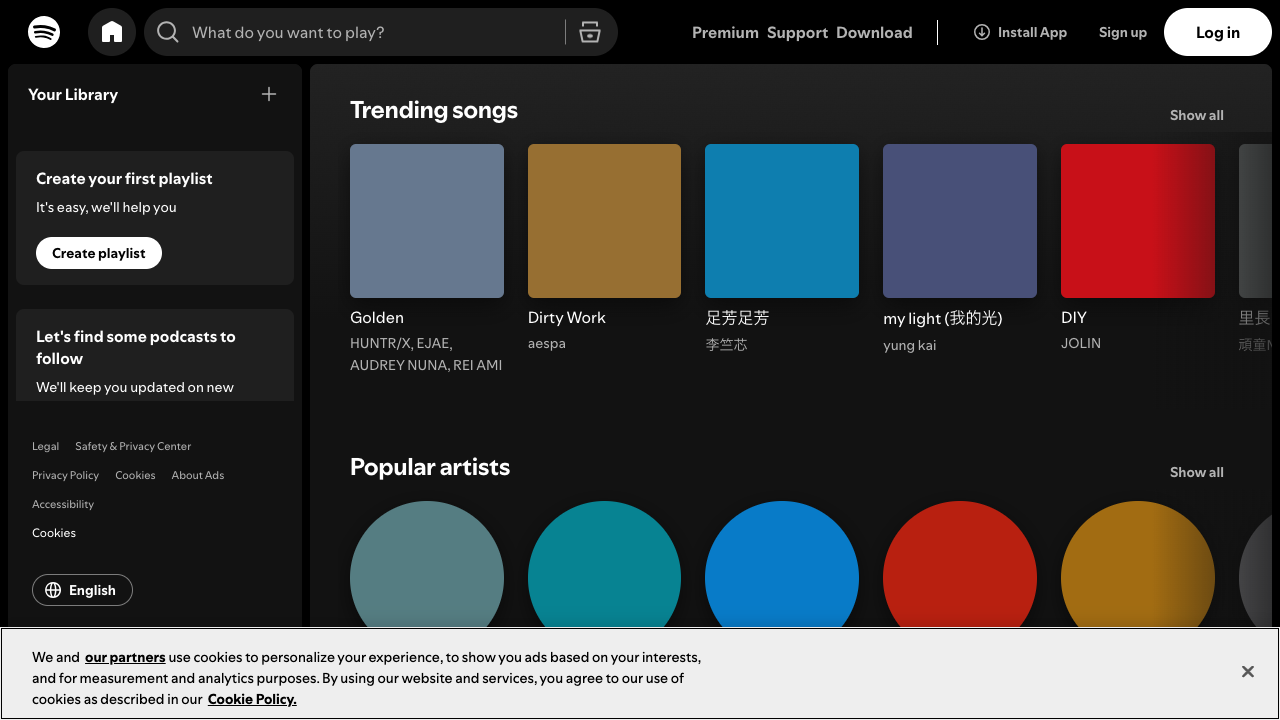 What do you want to play?
Premium Support Download
Install App
Sign up
Log in
Your Library
Create your first playlist
It's easy, we'll help you
Create playlist
Let's find some podcasts to
follow
We'll keep you updated on new
Legal Safety & Privacy Center
Privacy Policy Cookies About Ads
Accessibility
Cookies
English
Trending songs
Show all
Golden
HUNTR/X, EJAE,
AUDREY NUNA, REI AMI
Dirty Work
aespa
足芳足芳
李竺芯
my light (我的光)
yung kai
DIY
JOLIN
里長
頑童M
Popular artists
Show all
We and our partners use cookies to personalize your experience, to show you ads based on your interests,
and for measurement and analytics purposes. By using our website and services, you agree to our use of
cookies as described in our Cookie Policy.